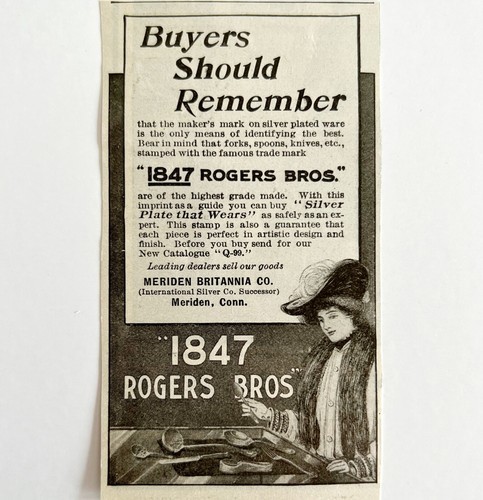 Buyers
Should
Remember
that the maker's mark on silver plated ware
is the only means of identifying the best.
Bear in mind that forks, spoons, knives, etc.,
stamped with the famous trade mark
"1847 ROGERS BROS."
are of the highest grade made. With this
imprint as a guide you can buy "Silver
Plate that Wears" as safely as an ex-
pert. This stamp is also a guarantee that
each piece is perfect in artistic design and
finish. Before you buy send for our
New Catalogue "Q-99."
Leading dealers sell our goods
MERIDEN BRITANNIA CO.
(International Silver Co. Successor)
Meriden, Conn.
"1847
ROGERS BROS"